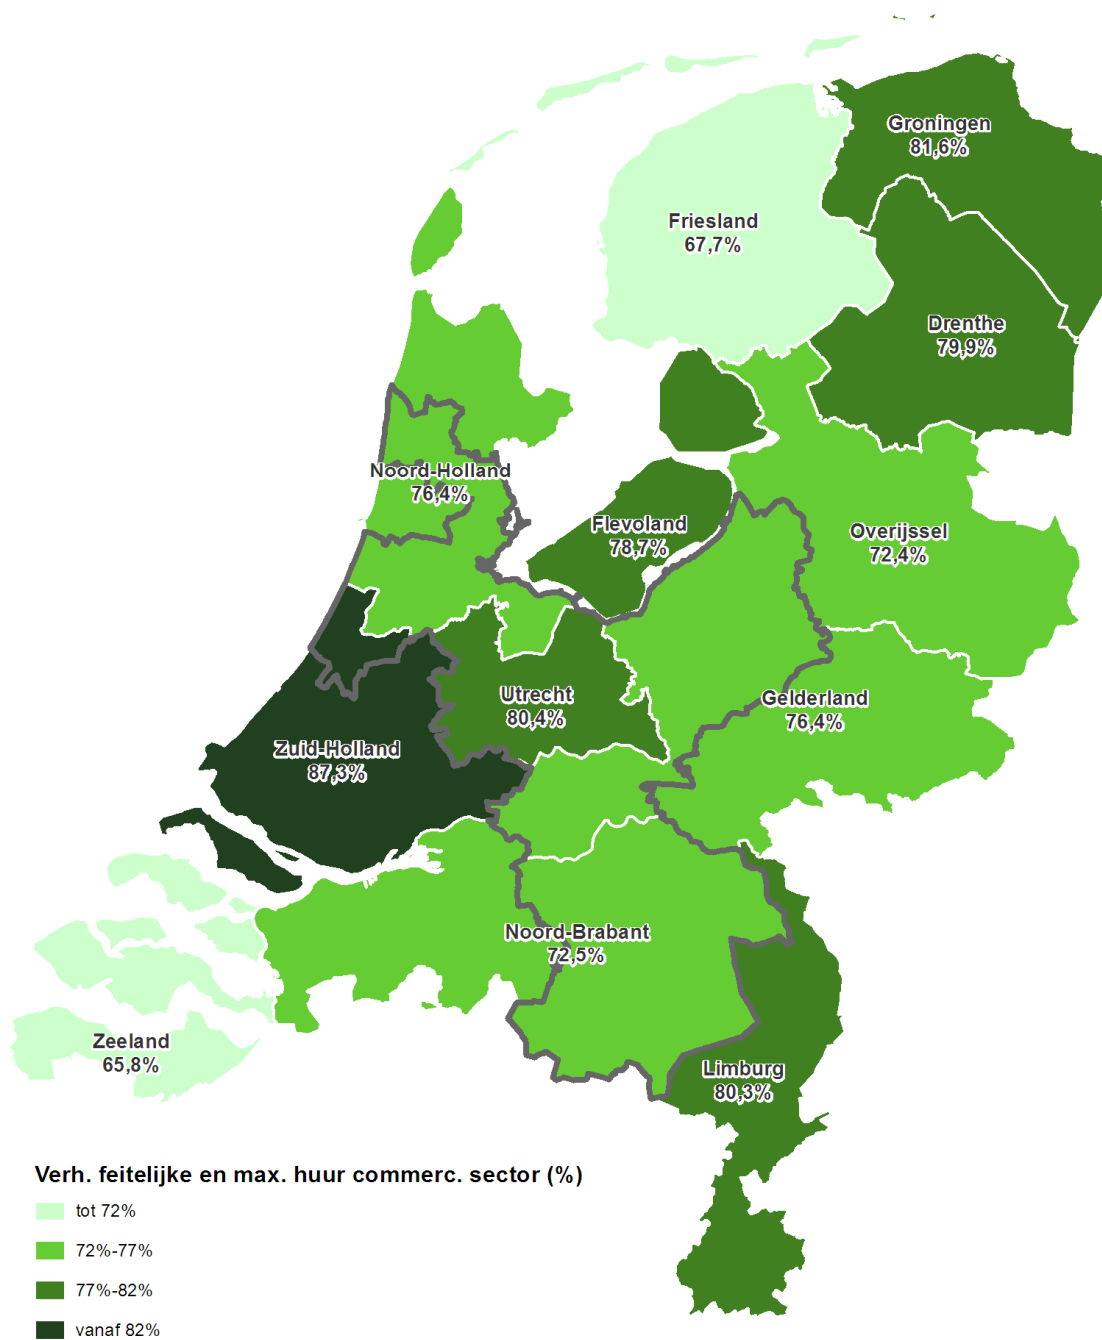 Groningen
81,6%
Friesland
67,7%
Drenthe
79,9%
Noord-Holland
76,4%
Flevoland
78,7%
Overijssel
72,4%
Utrecht
80,4%
Gelderland
76,4%
Zuid-Holland
87,3%
Noord-Brabant
72,5%
Zeeland
65,8%
Limburg
80,3%
Verh. feitelijke en max. huur commerc. sector (%)
tot 72%
72%-77%
77%-82%
vanaf 82%